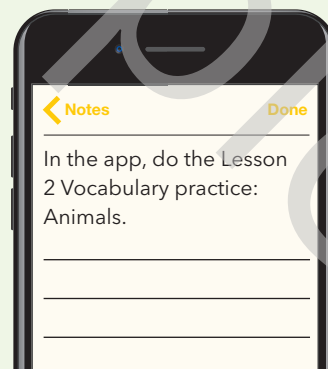 Notes
Done
In the app, do the Lesson
2 Vocabulary practice:
Animals.